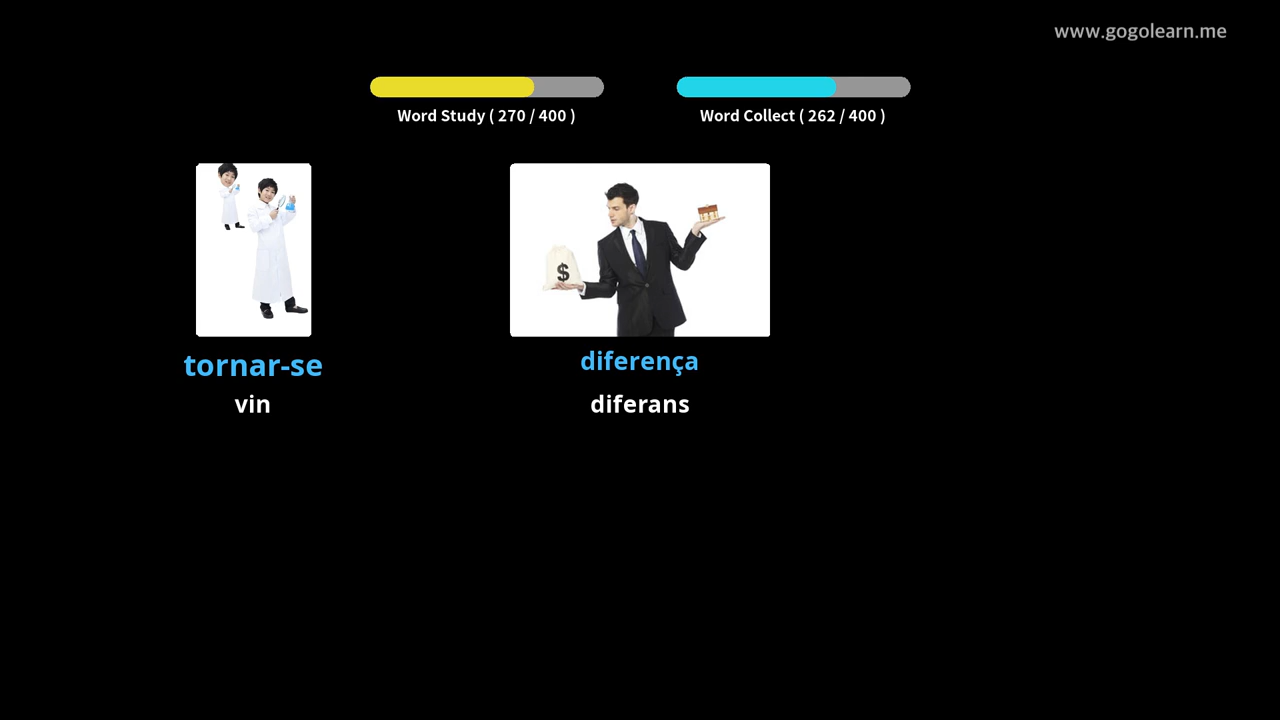 www.gogolearn.me
Word Study ( 270 / 400 )
Word Collect ( 262 / 400 )
$
tornar-se
diferença
vin
diferans